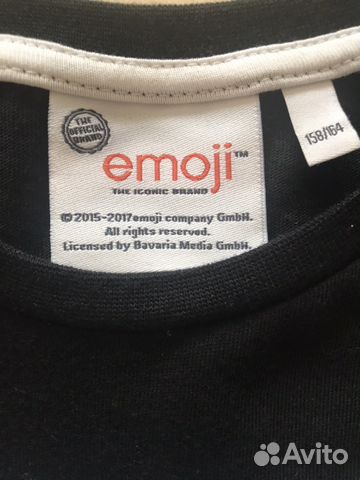 THE
OFFICIAL
BRAND
emoji™
THE ICONIC BRAND
© 2015-2017 emoji company GmbH.
All rights reserved.
Licensed by Bavaria Media GmbH.
158/164
Avito